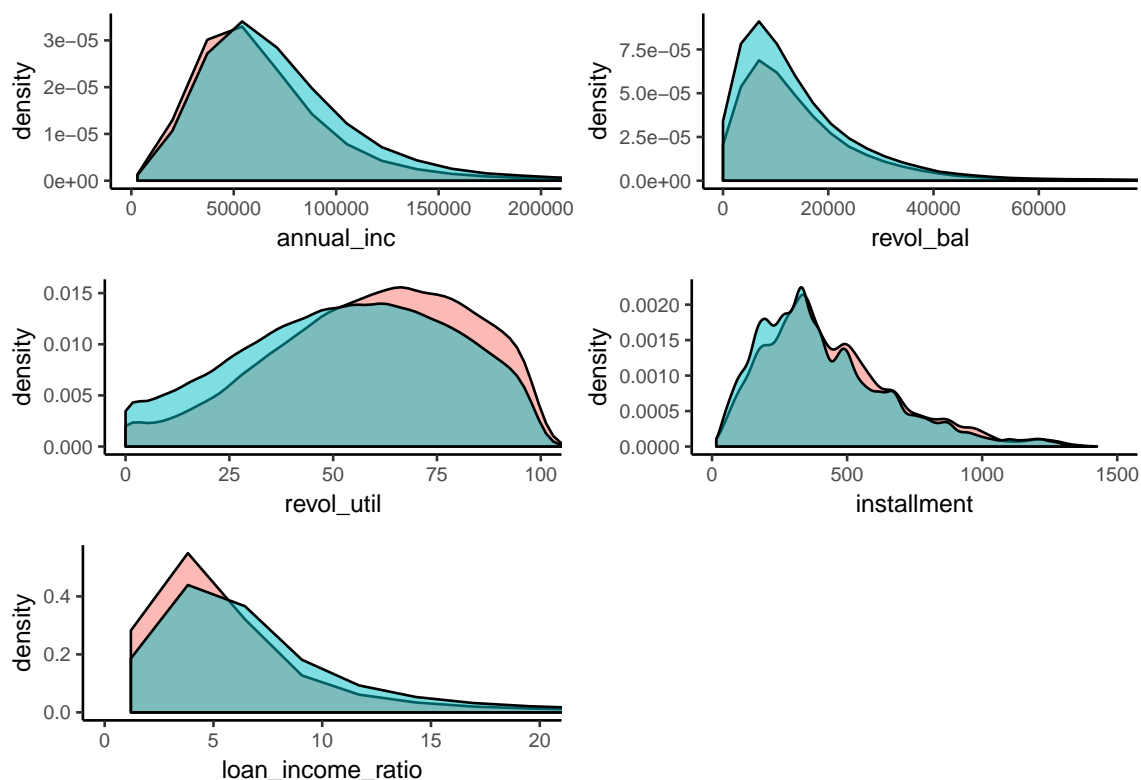 density
3e−05
2e−05
1e−05
0e+00
0 50000 100000 150000 200000
annual_inc
density
7.5e−05
5.0e−05
2.5e−05
0.0e+00
0 20000 40000 60000
revol_bal
density
0.015
0.010
0.005
0.000
0 25 50 75 100
revol_util
density
0.0020
0.0015
0.0010
0.0005
0.0000
0 500 1000 1500
installment
density
0.4
0.2
0.0
0 5 10 15 20
loan_income_ratio